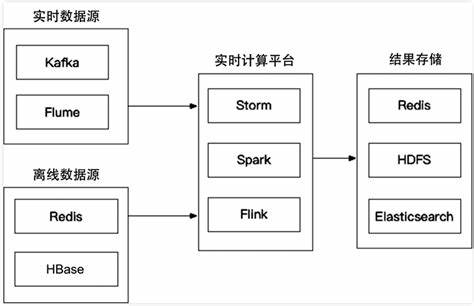 实时数据源
Kafka
Flume
离线数据源
Redis
HBase
实时计算平台
Storm
Spark
Flink
结果存储
Redis
HDFS
Elasticsearch